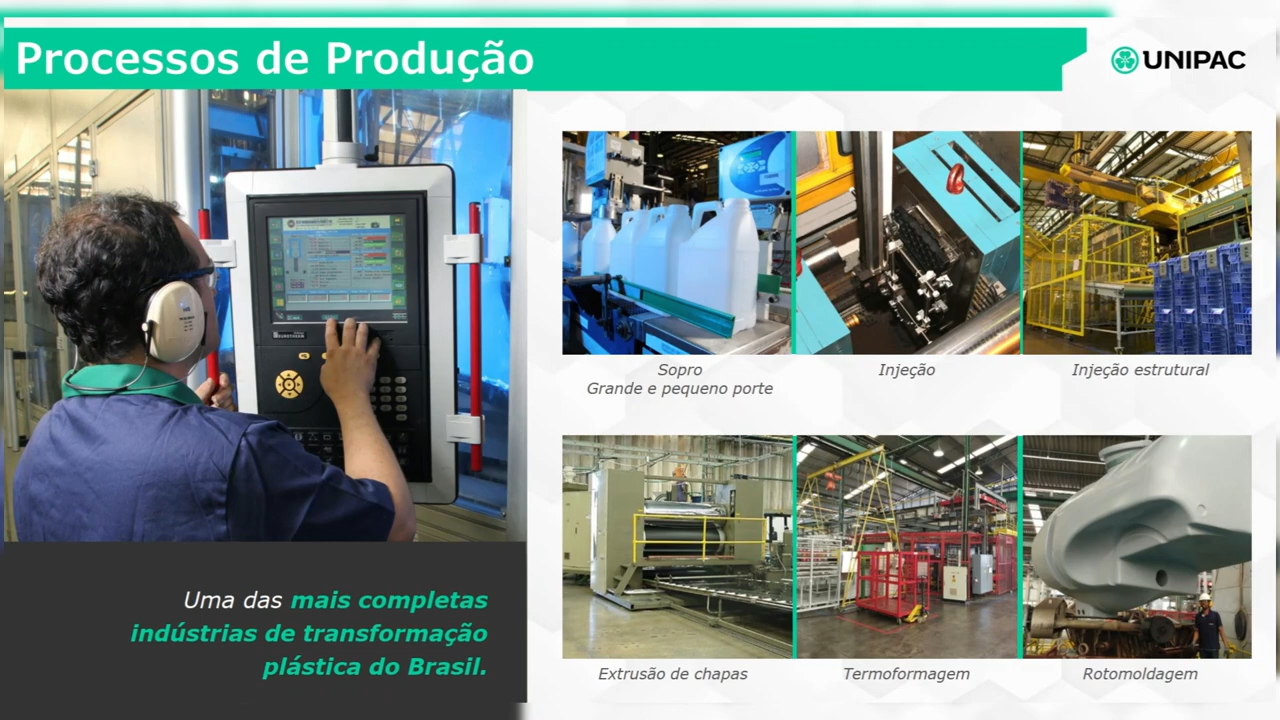 Processos de Produção
UNIPAC
Sopro
Grande e pequeno porte
Injeção
Injeção estrutural
Uma das mais completas
indústrias de transformação
plástica do Brasil.
Extrusão de chapas
Termoformagem
Rotomoldagem